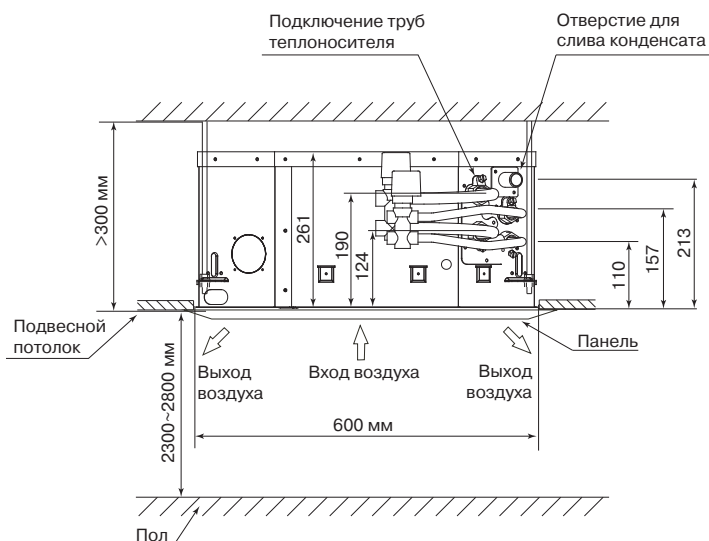 Подключение труб
теплоносителя
Отверстие для
слива конденсата
>300 мм
261
190
124
110
157
213
Подвесной
потолок
Панель
Выход
воздуха
Вход воздуха
Выход
воздуха
2300~2800 мм
600 мм
Пол